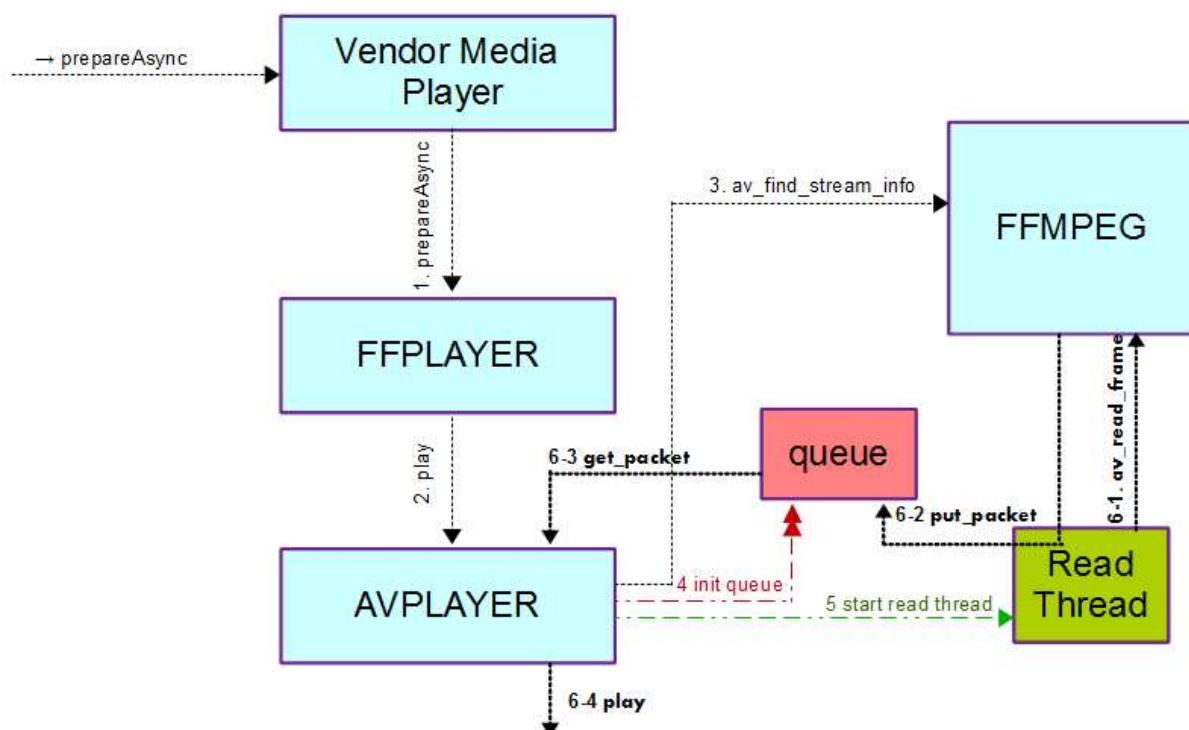 Vendor Media
Player
→ prepareAsync
1. prepareAsync
3. av_find_stream_info
FFMPEG
FFPLAYER
2. play
6-3 get_packet
queue
6-1. av_read_frame
6-2 put_packet
AVPLAYER
4 init queue
5 start read thread
Read
Thread
6-4 play